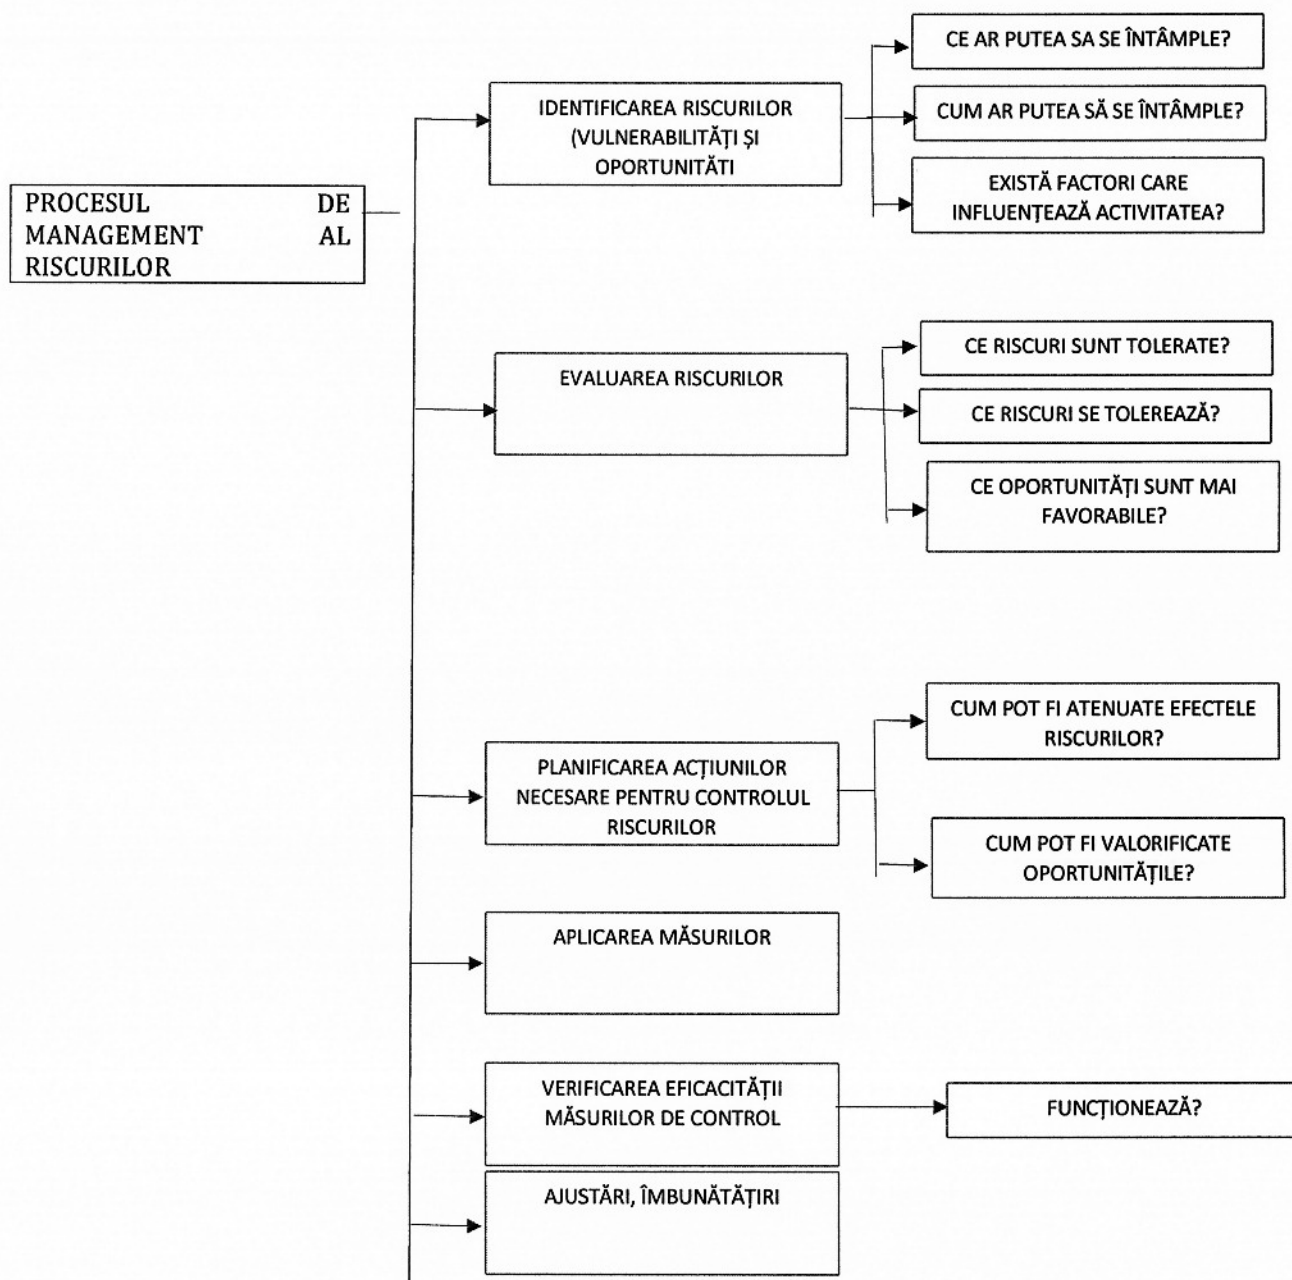 PROCESUL DE
MANAGEMENT AL
RISCURILOR
IDENTIFICAREA RISCURILOR
(VULNERABILITĂȚI ȘI
OPORTUNITĂTI
CE AR PUTEA SA SE ÎNTÂMPLE?
CUM AR PUTEA SĂ SE ÎNTÂMPLE?
EXISTĂ FACTORI CARE
INFLUENȚEAZĂ ACTIVITATEA?
EVALUAREA RISCURILOR
CE RISCURI SUNT TOLERATE?
CE RISCURI SE TOLEREAZĂ?
CE OPORTUNITĂȚI SUNT MAI
FAVORABILE?
PLANIFICAREA ACȚIUNILOR
NECESARE PENTRU CONTROLUL
RISCURILOR
CUM POT FI ATENUATE EFECTELE
RISCURILOR?
CUM POT FI VALORIFICATE
OPORTUNITĂȚILE?
APLICAREA MĂSURILOR
VERIFICAREA EFICACITĂȚII
MĂSURILOR DE CONTROL
FUNCȚIONEAZĂ?
AJUSTĂRI, ÎMBUNĂTĂȚIRI